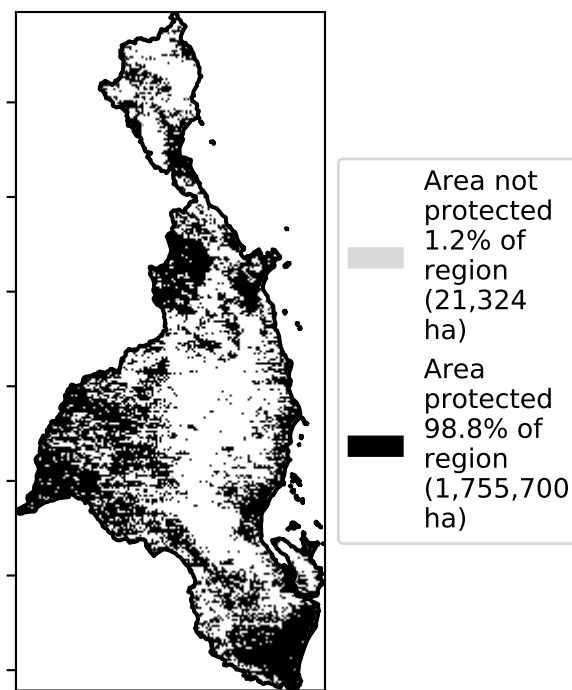 Area not
protected
1.2% of
region
(21,324
ha)
Area
protected
98.8% of
region
(1,755,700
ha)